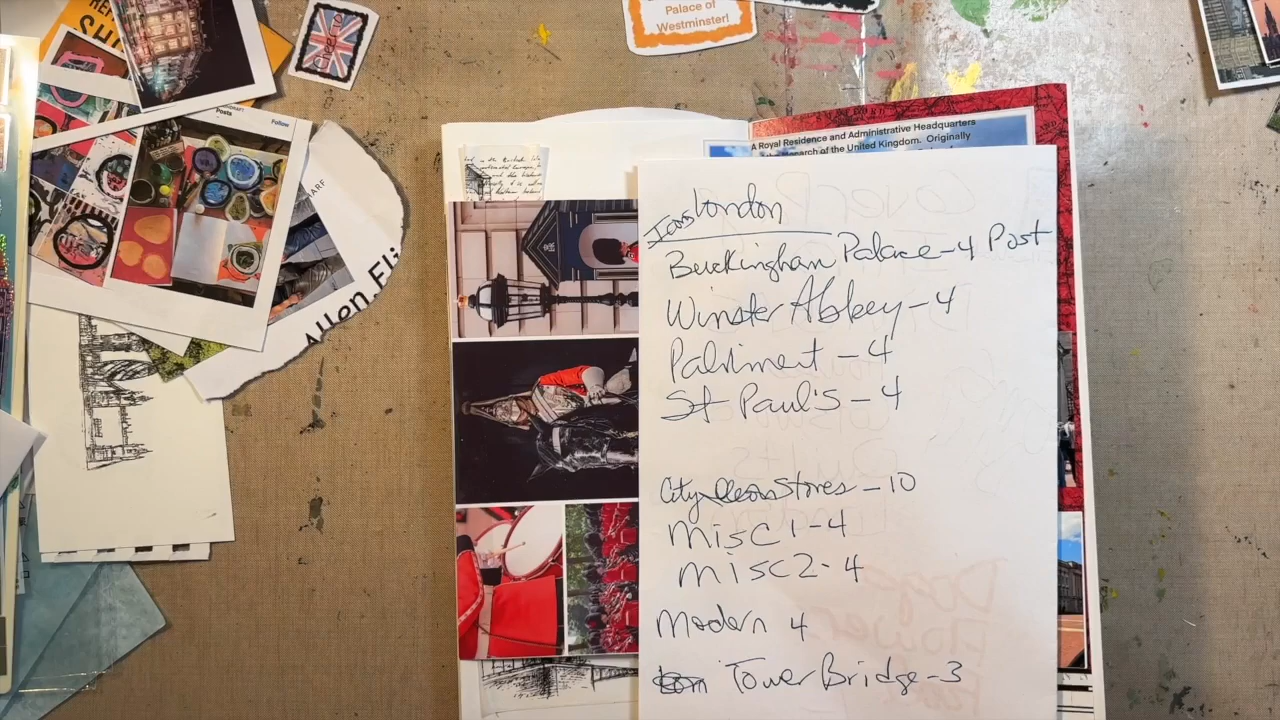 Palace of
Westminster!
Posts
Follow
A Royal Residence and Administrative Headquarters
Monarch of the United Kingdom. Originally
London
Buckingham Palace-4 Post
Winster Abbey-4
Paliment-4
St Paul's-4
City Stores-10
Misc 1-4
Misc 2-4
Modern 4
Tower Bridge-3